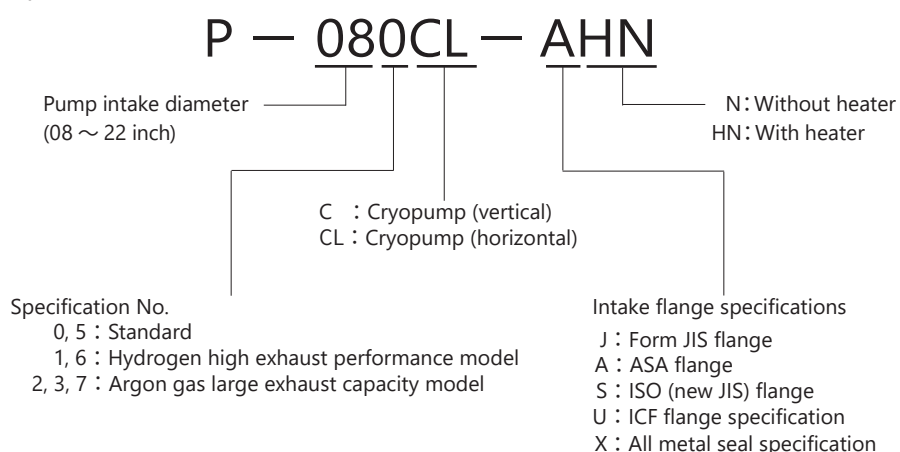 P － 080CL － AHN
Pump intake diameter
(08 ～ 22 inch)
N：Without heater
HN：With heater
C ：Cryopump (vertical)
CL：Cryopump (horizontal)
Specification No.
0, 5：Standard
1, 6：Hydrogen high exhaust performance model
2, 3, 7：Argon gas large exhaust capacity model
Intake flange specifications
J：Form JIS flange
A：ASA flange
S：ISO (new JIS) flange
U：ICF flange specification
X：All metal seal specification